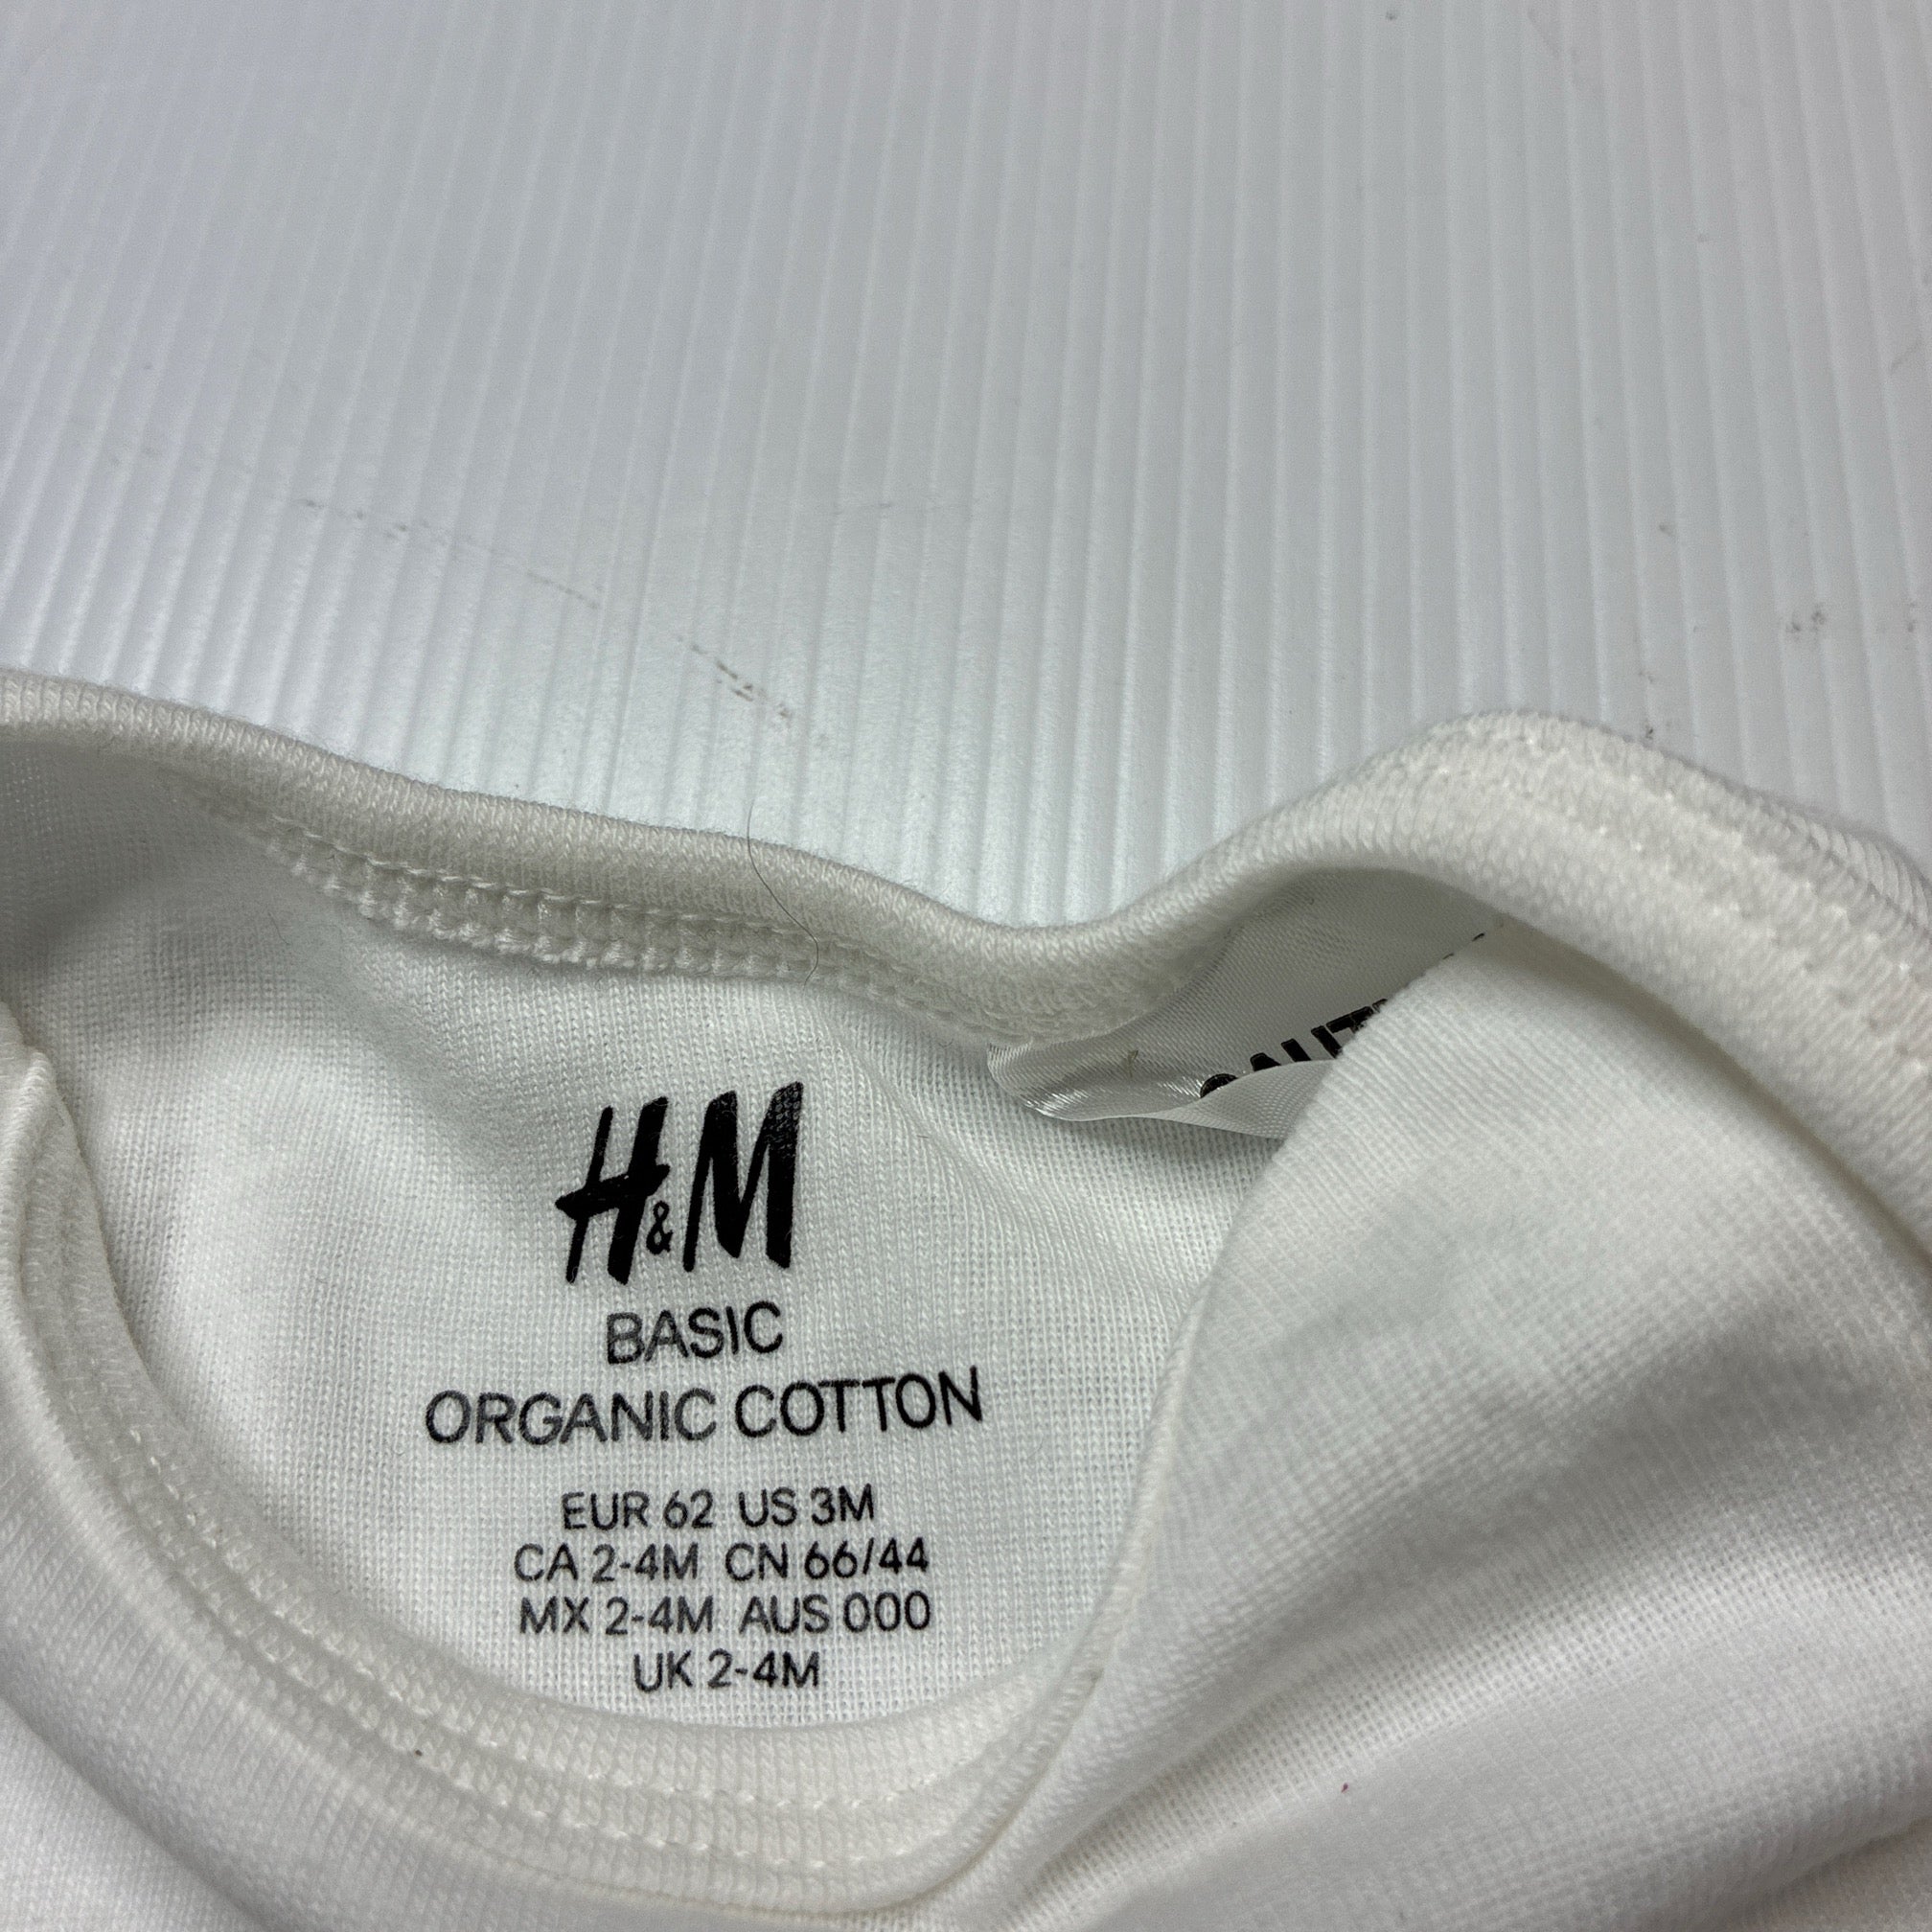 H&M
BASIC
ORGANIC COTTON
EUR 62 US 3M
CA 2-4M CN 66/44
MX 2-4M AUS 000
UK 2-4M